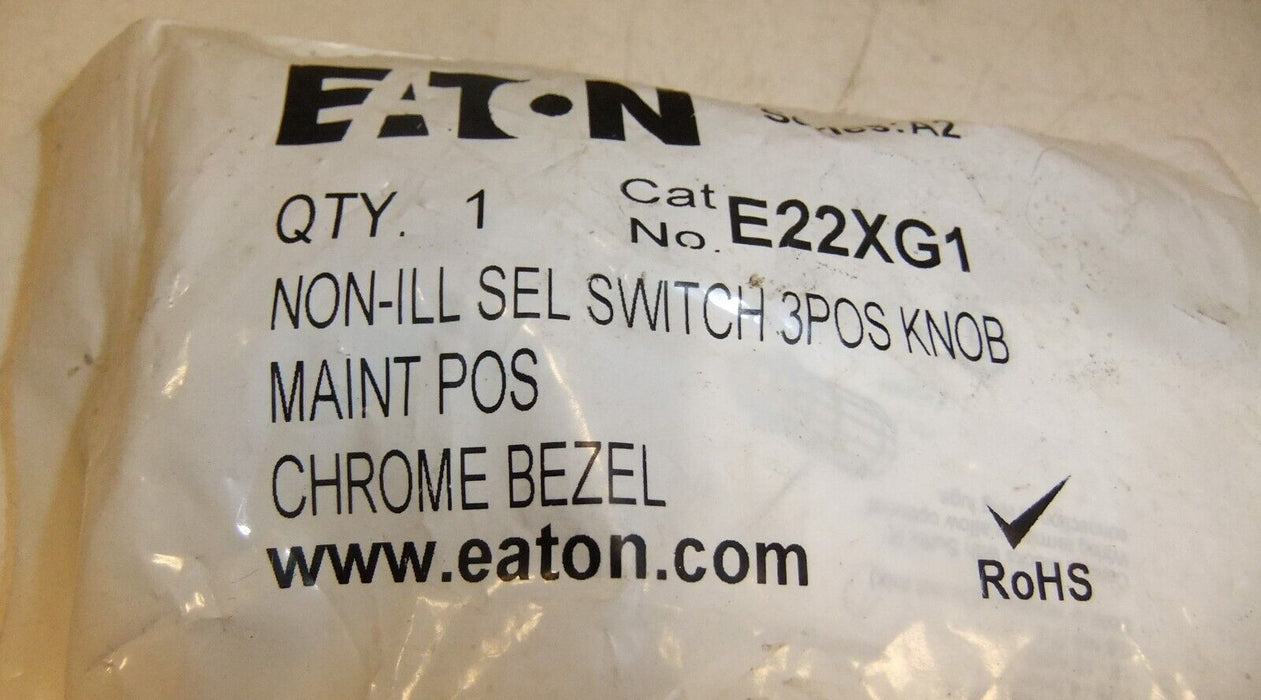 EATON
A2
QTY. 1 Cat No. E22XG1
NON-ILL SEL SWITCH 3POS KNOB
MAINT POS
CHROME BEZEL
www.eaton.com
RoHS